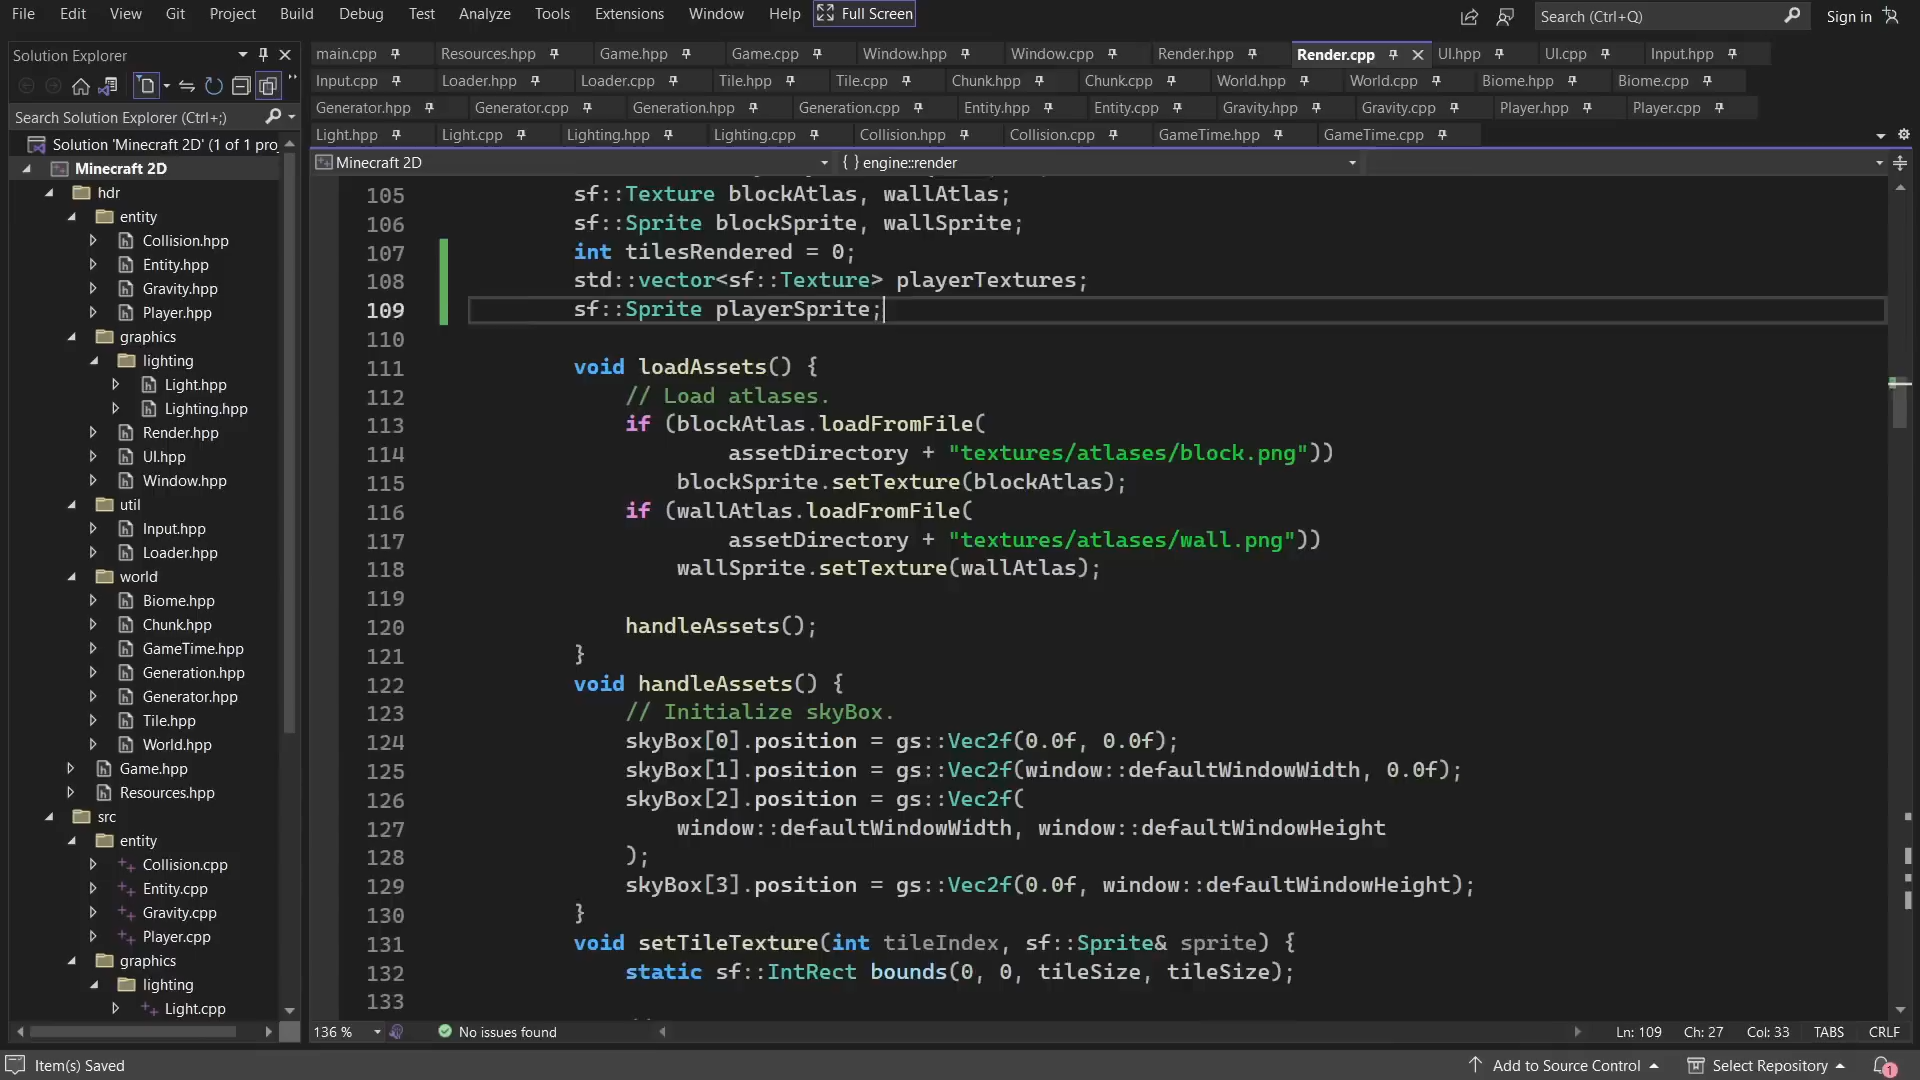 File Edit View Git Project Build Debug Test Analyze Tools Extensions Window Help Full Screen Search (Ctrl+Q) Sign in
Solution Explorer
Search Solution Explorer (Ctrl+;)
Solution 'Minecraft 2D' (1 of 1 proj
Minecraft 2D
hdr
entity
Collision.hpp
Entity.hpp
Gravity.hpp
Player.hpp
graphics
lighting
Light.hpp
Lighting.hpp
Render.hpp
UI.hpp
Window.hpp
util
Input.hpp
Loader.hpp
world
Biome.hpp
Chunk.hpp
GameTime.hpp
Generation.hpp
Generator.hpp
Tile.hpp
World.hpp
Game.hpp
Resources.hpp
src
entity
Collision.cpp
Entity.cpp
Gravity.cpp
Player.cpp
graphics
lighting
Light.cpp
main.cpp Resources.hpp Game.hpp Game.cpp Window.hpp Window.cpp Render.hpp Render.cpp UI.hpp UI.cpp Input.hpp
Input.cpp Loader.hpp Loader.cpp Tile.hpp Tile.cpp Chunk.hpp Chunk.cpp World.hpp World.cpp Biome.hpp Biome.cpp
Generator.hpp Generator.cpp Generation.hpp Generation.cpp Entity.hpp Entity.cpp Gravity.hpp Gravity.cpp Player.hpp Player.cpp
Light.hpp Light.cpp Lighting.hpp Lighting.cpp Collision.hpp Collision.cpp GameTime.hpp GameTime.cpp
Minecraft 2D { } engine::render
105 sf::Texture blockAtlas, wallAtlas;
106 sf::Sprite blockSprite, wallSprite;
107 int tilesRendered = 0;
108 std::vector<sf::Texture> playerTextures;
109 sf::Sprite playerSprite;
110
111 void loadAssets() {
112 // Load atlases.
113 if (blockAtlas.loadFromFile(
114 assetDirectory + "textures/atlases/block.png"))
115 blockSprite.setTexture(blockAtlas);
116 if (wallAtlas.loadFromFile(
117 assetDirectory + "textures/atlases/wall.png"))
118 wallSprite.setTexture(wallAtlas);
119
120 handleAssets();
121 }
122 void handleAssets() {
123 // Initialize skyBox.
124 skyBox[0].position = gs::Vec2f(0.0f, 0.0f);
125 skyBox[1].position = gs::Vec2f(window::defaultWindowWidth, 0.0f);
126 skyBox[2].position = gs::Vec2f(
127 window::defaultWindowWidth, window::defaultWindowHeight
128 );
129 skyBox[3].position = gs::Vec2f(0.0f, window::defaultWindowHeight);
130 }
131 void setTileTexture(int tileIndex, sf::Sprite& sprite) {
132 static sf::IntRect bounds(0, 0, tileSize, tileSize);
133
136 % No issues found Ln: 109 Ch: 27 Col: 33 TABS CRLF
Item(s) Saved Add to Source Control Select Repository 1